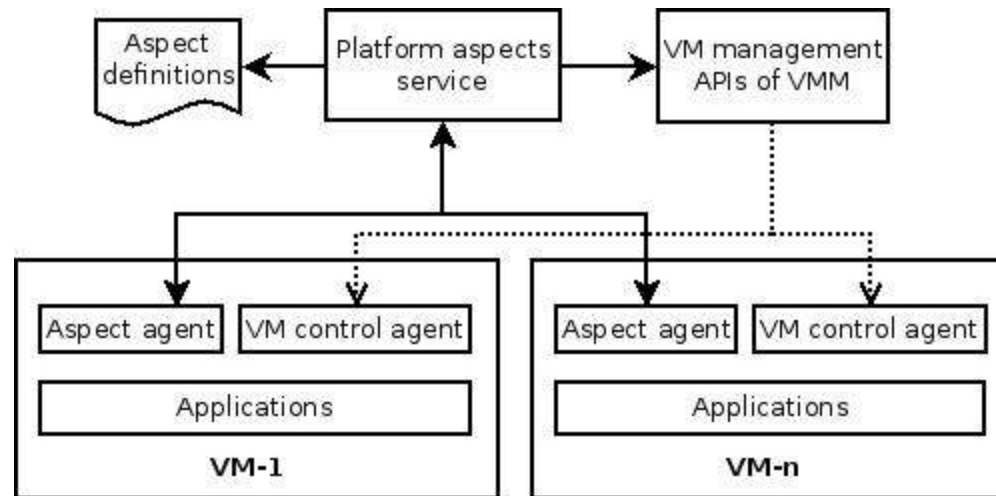 Aspect
definitions
Platform aspects
service
VM management
APIs of VMM
Aspect agent
VM control agent
Applications
VM-1
Aspect agent
VM control agent
Applications
VM-n